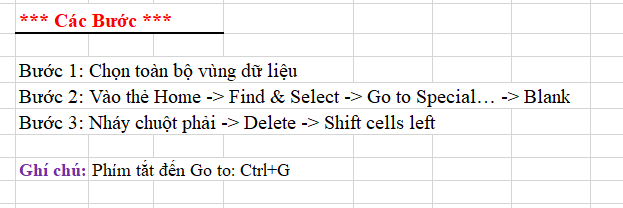 *** Các Bước ***
Bước 1: Chọn toàn bộ vùng dữ liệu
Bước 2: Vào thẻ Home -> Find & Select -> Go to Special… -> Blank
Bước 3: Nháy chuột phải -> Delete -> Shift cells left
Ghí chú: Phím tắt đến Go to: Ctrl+G